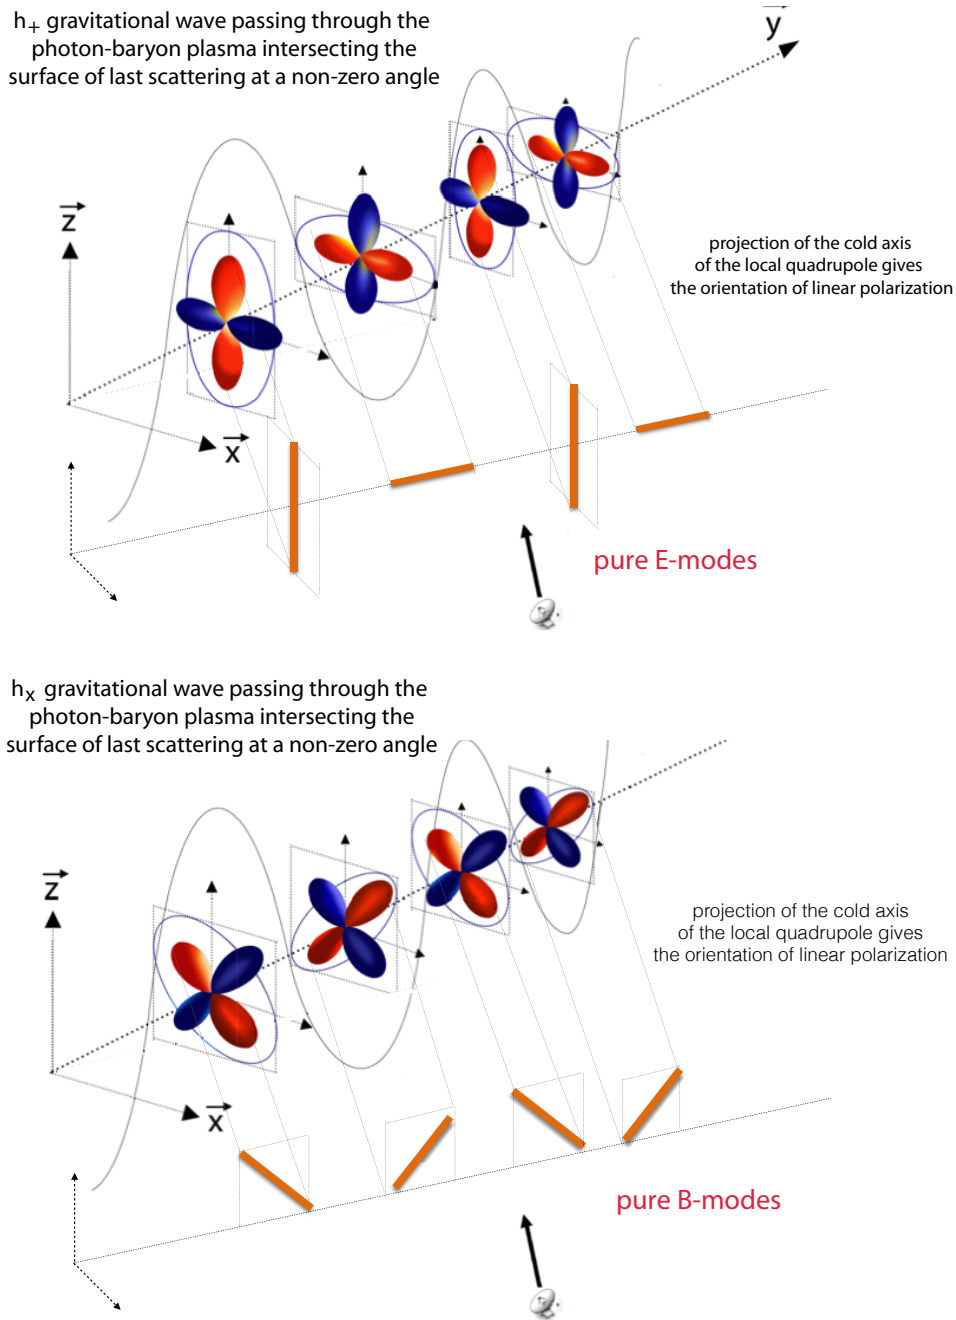 h+ gravitational wave passing through the
photon-baryon plasma intersecting the
surface of last scattering at a non-zero angle
y
z
projection of the cold axis
of the local quadrupole gives
the orientation of linear polarization
x
pure E-modes
hx gravitational wave passing through the
photon-baryon plasma intersecting the
surface of last scattering at a non-zero angle
z
projection of the cold axis
of the local quadrupole gives
the orientation of linear polarization
x
pure B-modes